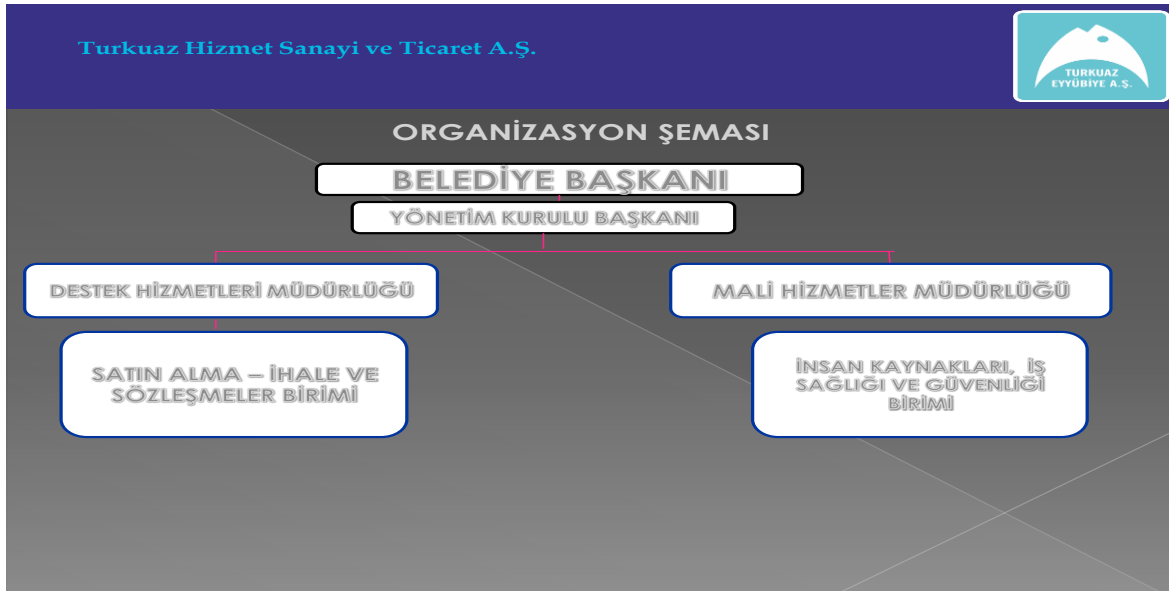 Turkuaz Hizmet Sanayi ve Ticaret A.Ş.
TURKUAZ
EYYÜBİYE A.Ş.
ORGANİZASYON ŞEMASI
BELEDİYE BAŞKANI
YÖNETİM KURULU BAŞKANI
DESTEK HİZMETLERİ MÜDÜRLÜĞÜ
MALİ HİZMETLER MÜDÜRLÜĞÜ
SATIN ALMA – İHALE VE
SÖZLEŞMELER BİRİMİ
İNSAN KAYNAKLARI, İŞ
SAĞLIĞI VE GÜVENLİĞİ
BİRİMİ